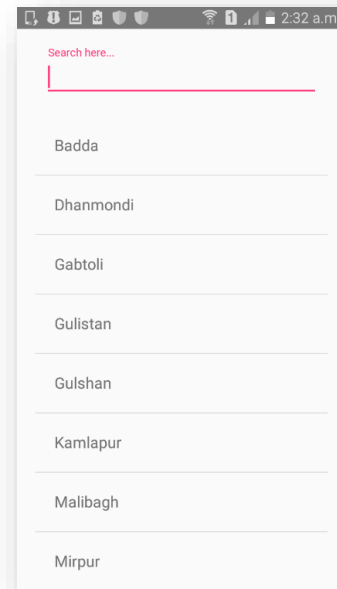 2:32 a.m
Search here...
Badda
Dhanmondi
Gabtoli
Gulistan
Gulshan
Kamlapur
Malibagh
Mirpur